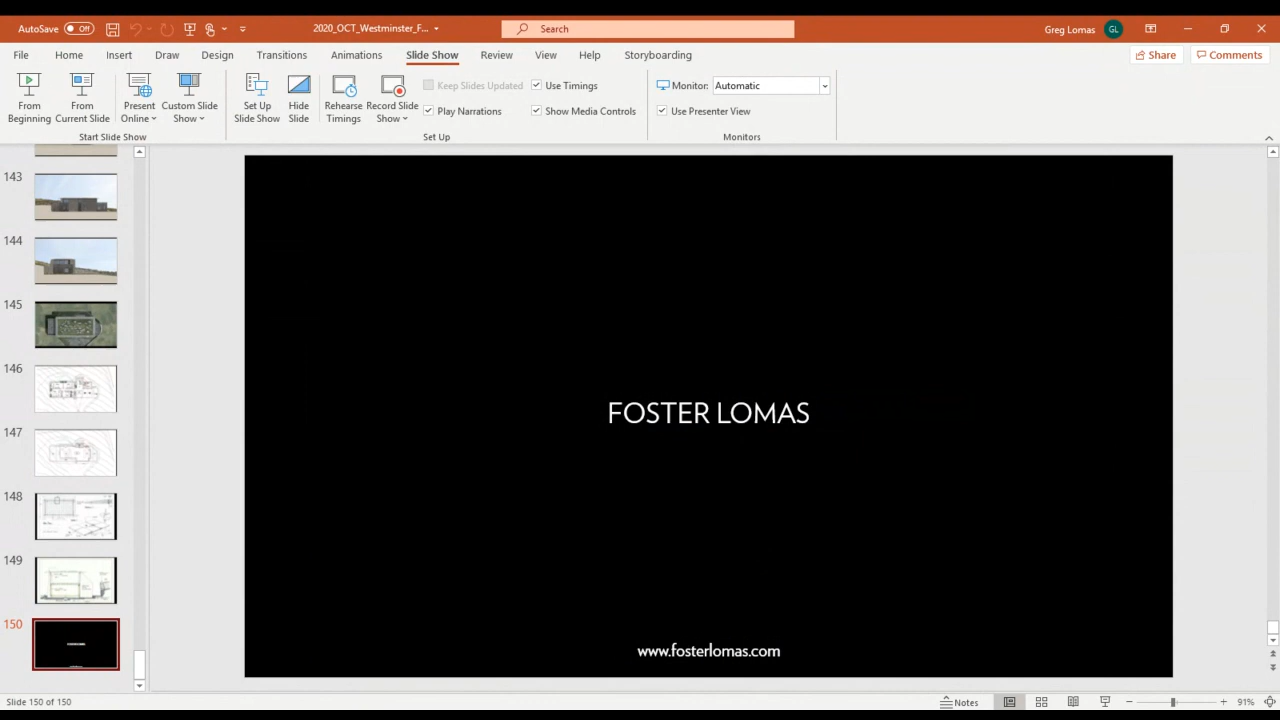 AutoSave Off 2020_OCT_Westminster_F... Search Greg Lomas GL
File Home Insert Draw Design Transitions Animations Slide Show Review View Help Storyboarding Share Comments
From Beginning
From Current Slide
Present Online
Custom Slide Show
Start Slide Show
Set Up Slide Show
Hide Slide
Rehearse Timings
Record Slide Show
Keep Slides Updated
Play Narrations
Use Timings
Show Media Controls
Set Up
Monitor: Automatic
Use Presenter View
Monitors
143
144
145
146
147
148
149
150
FOSTER LOMAS
www.fosterlomas.com
Slide 150 of 150 Notes 91%